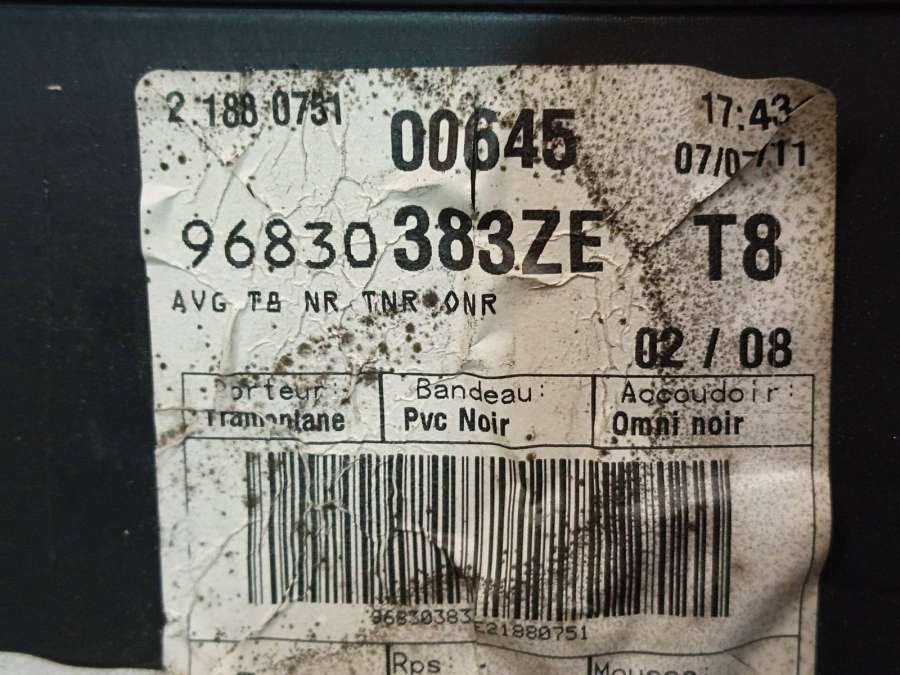 2 188 0751
00645
17:43
07/07/11
96830 383ZE T8
AVG T8 NR TNR ONR
02 / 08
Porteur: Bandeau: Accoudoir:
Tramontane Pvc Noir Omni noir
96830383
E21880751
Rps: Mousse: